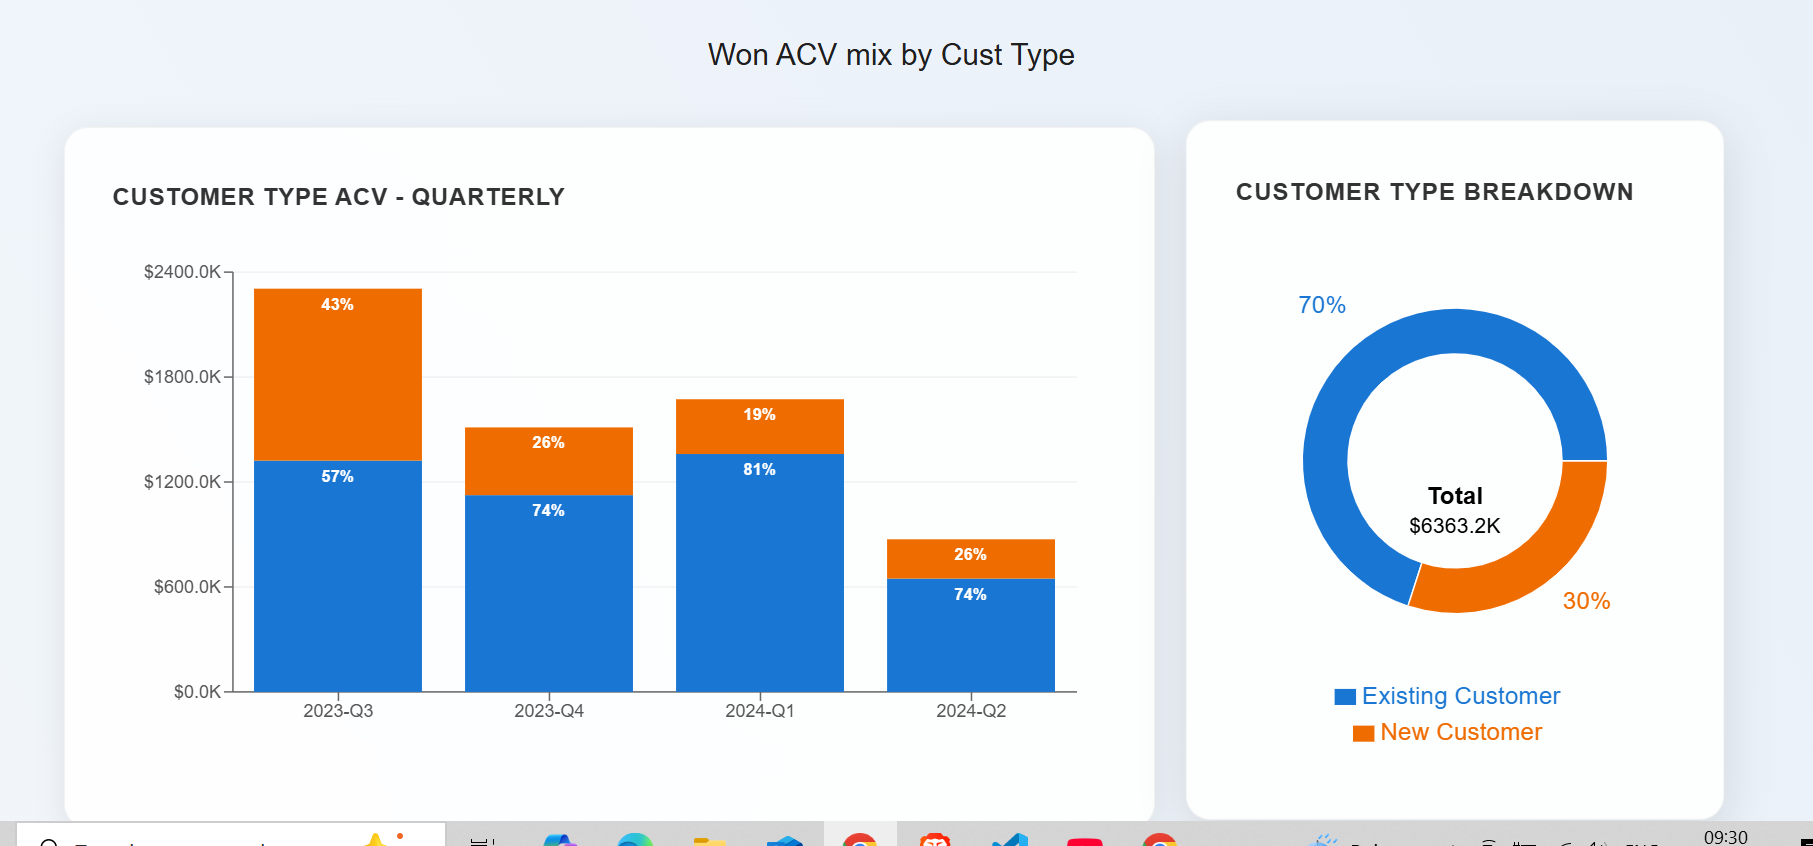 Won ACV mix by Cust Type
CUSTOMER TYPE ACV - QUARTERLY
$2400.0K
$1800.0K
$1200.0K
$600.0K
$0.0K
43%
57%
26%
74%
19%
81%
26%
74%
2023-Q3
2023-Q4
2024-Q1
2024-Q2
CUSTOMER TYPE BREAKDOWN
70%
Total
$6363.2K
30%
Existing Customer
New Customer
09:30